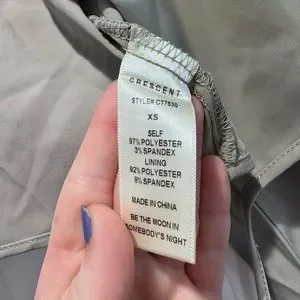 CRESCENT
STYLE# CT7630
XS
SELF
97% POLYESTER
3% SPANDEX
LINING
92% POLYESTER
8% SPANDEX
MADE IN CHINA
BE THE MOON IN
SOMEBODY'S NIGHT